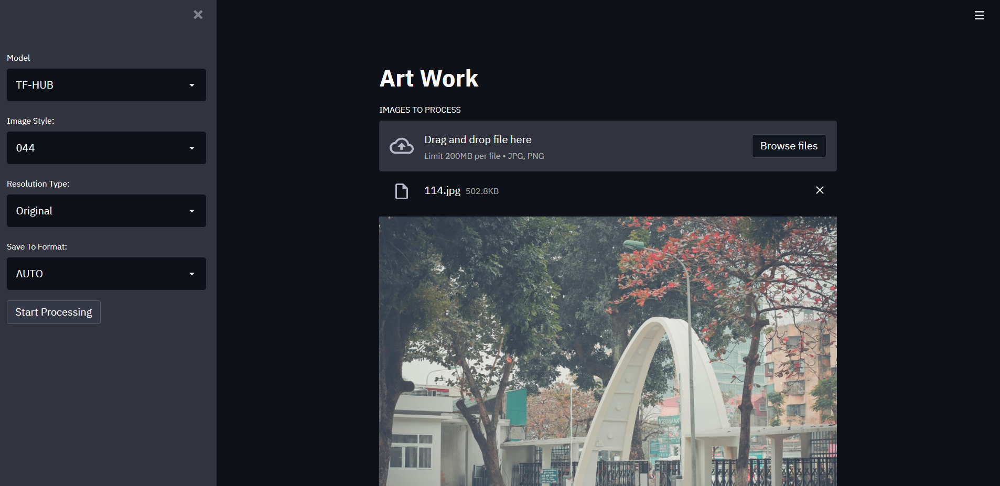 Model
TF-HUB
Image Style:
044
Resolution Type:
Original
Save To Format:
AUTO
Start Processing
Art Work
IMAGES TO PROCESS
Drag and drop file here
Limit 200MB per file • JPG, PNG
Browse files
114.jpg 502.8KB
MEDISANA